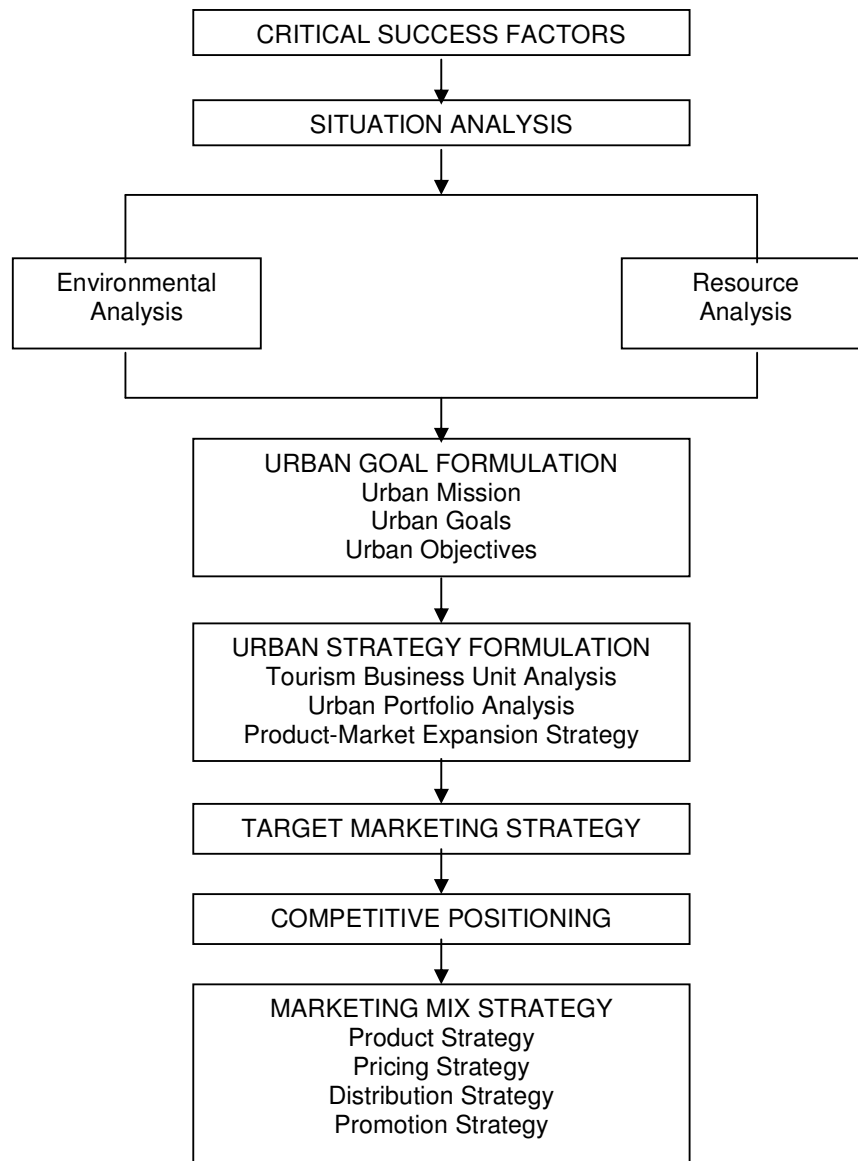 CRITICAL SUCCESS FACTORS
SITUATION ANALYSIS
Environmental
Analysis
Resource
Analysis
URBAN GOAL FORMULATION
Urban Mission
Urban Goals
Urban Objectives
URBAN STRATEGY FORMULATION
Tourism Business Unit Analysis
Urban Portfolio Analysis
Product-Market Expansion Strategy
TARGET MARKETING STRATEGY
COMPETITIVE POSITIONING
MARKETING MIX STRATEGY
Product Strategy
Pricing Strategy
Distribution Strategy
Promotion Strategy